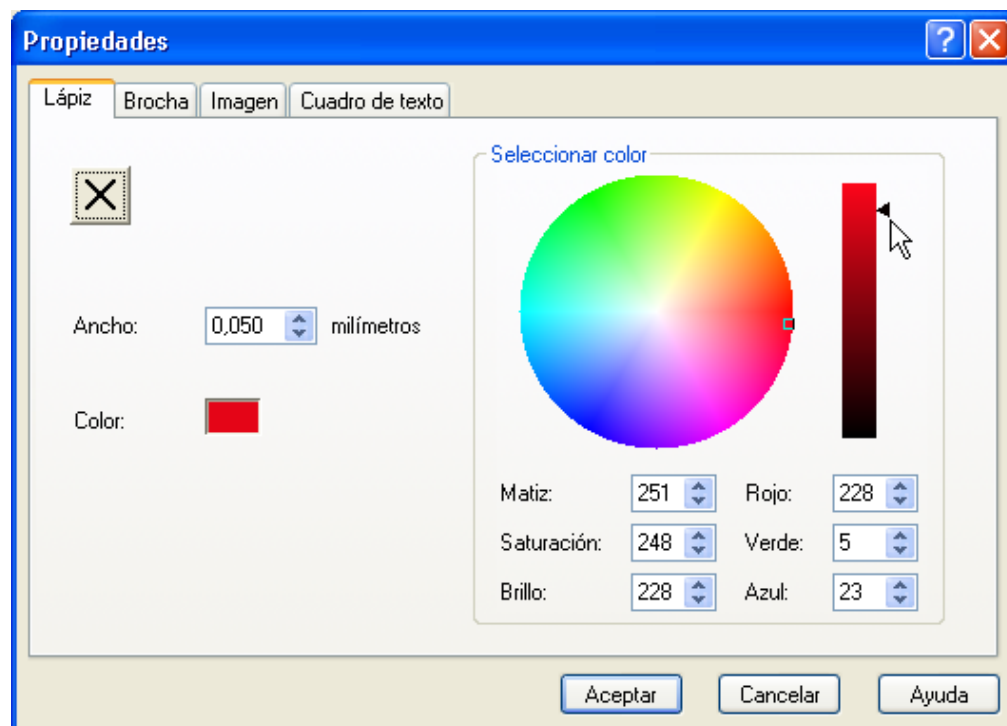 Propiedades
Lápiz Brocha Imagen Cuadro de texto
Seleccionar color
Ancho: 0,050 milímetros
Color:
Matiz: 251 Rojo: 228
Saturación: 248 Verde: 5
Brillo: 228 Azul: 23
Aceptar Cancelar Ayuda